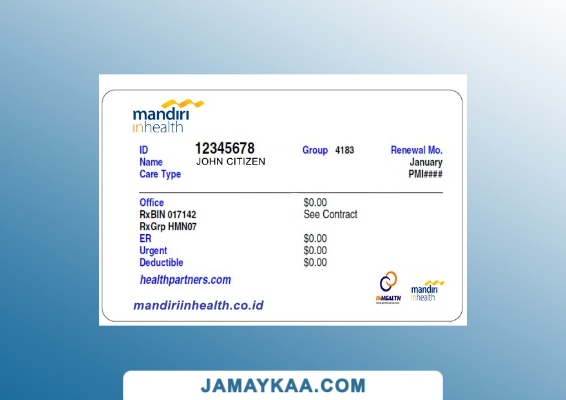 mandiri
inhealth
ID 12345678 Group 4183 Renewal Mo.
Name JOHN CITIZEN January
Care Type PMI####
Office $0.00
RxBIN 017142 See Contract
RxGrp HMN07
ER $0.00
Urgent $0.00
Deductible $0.00
healthpartners.com
INHEALTH
mandiri
inhealth
mandiriinhealth.co.id
JAMAYKAA.COM